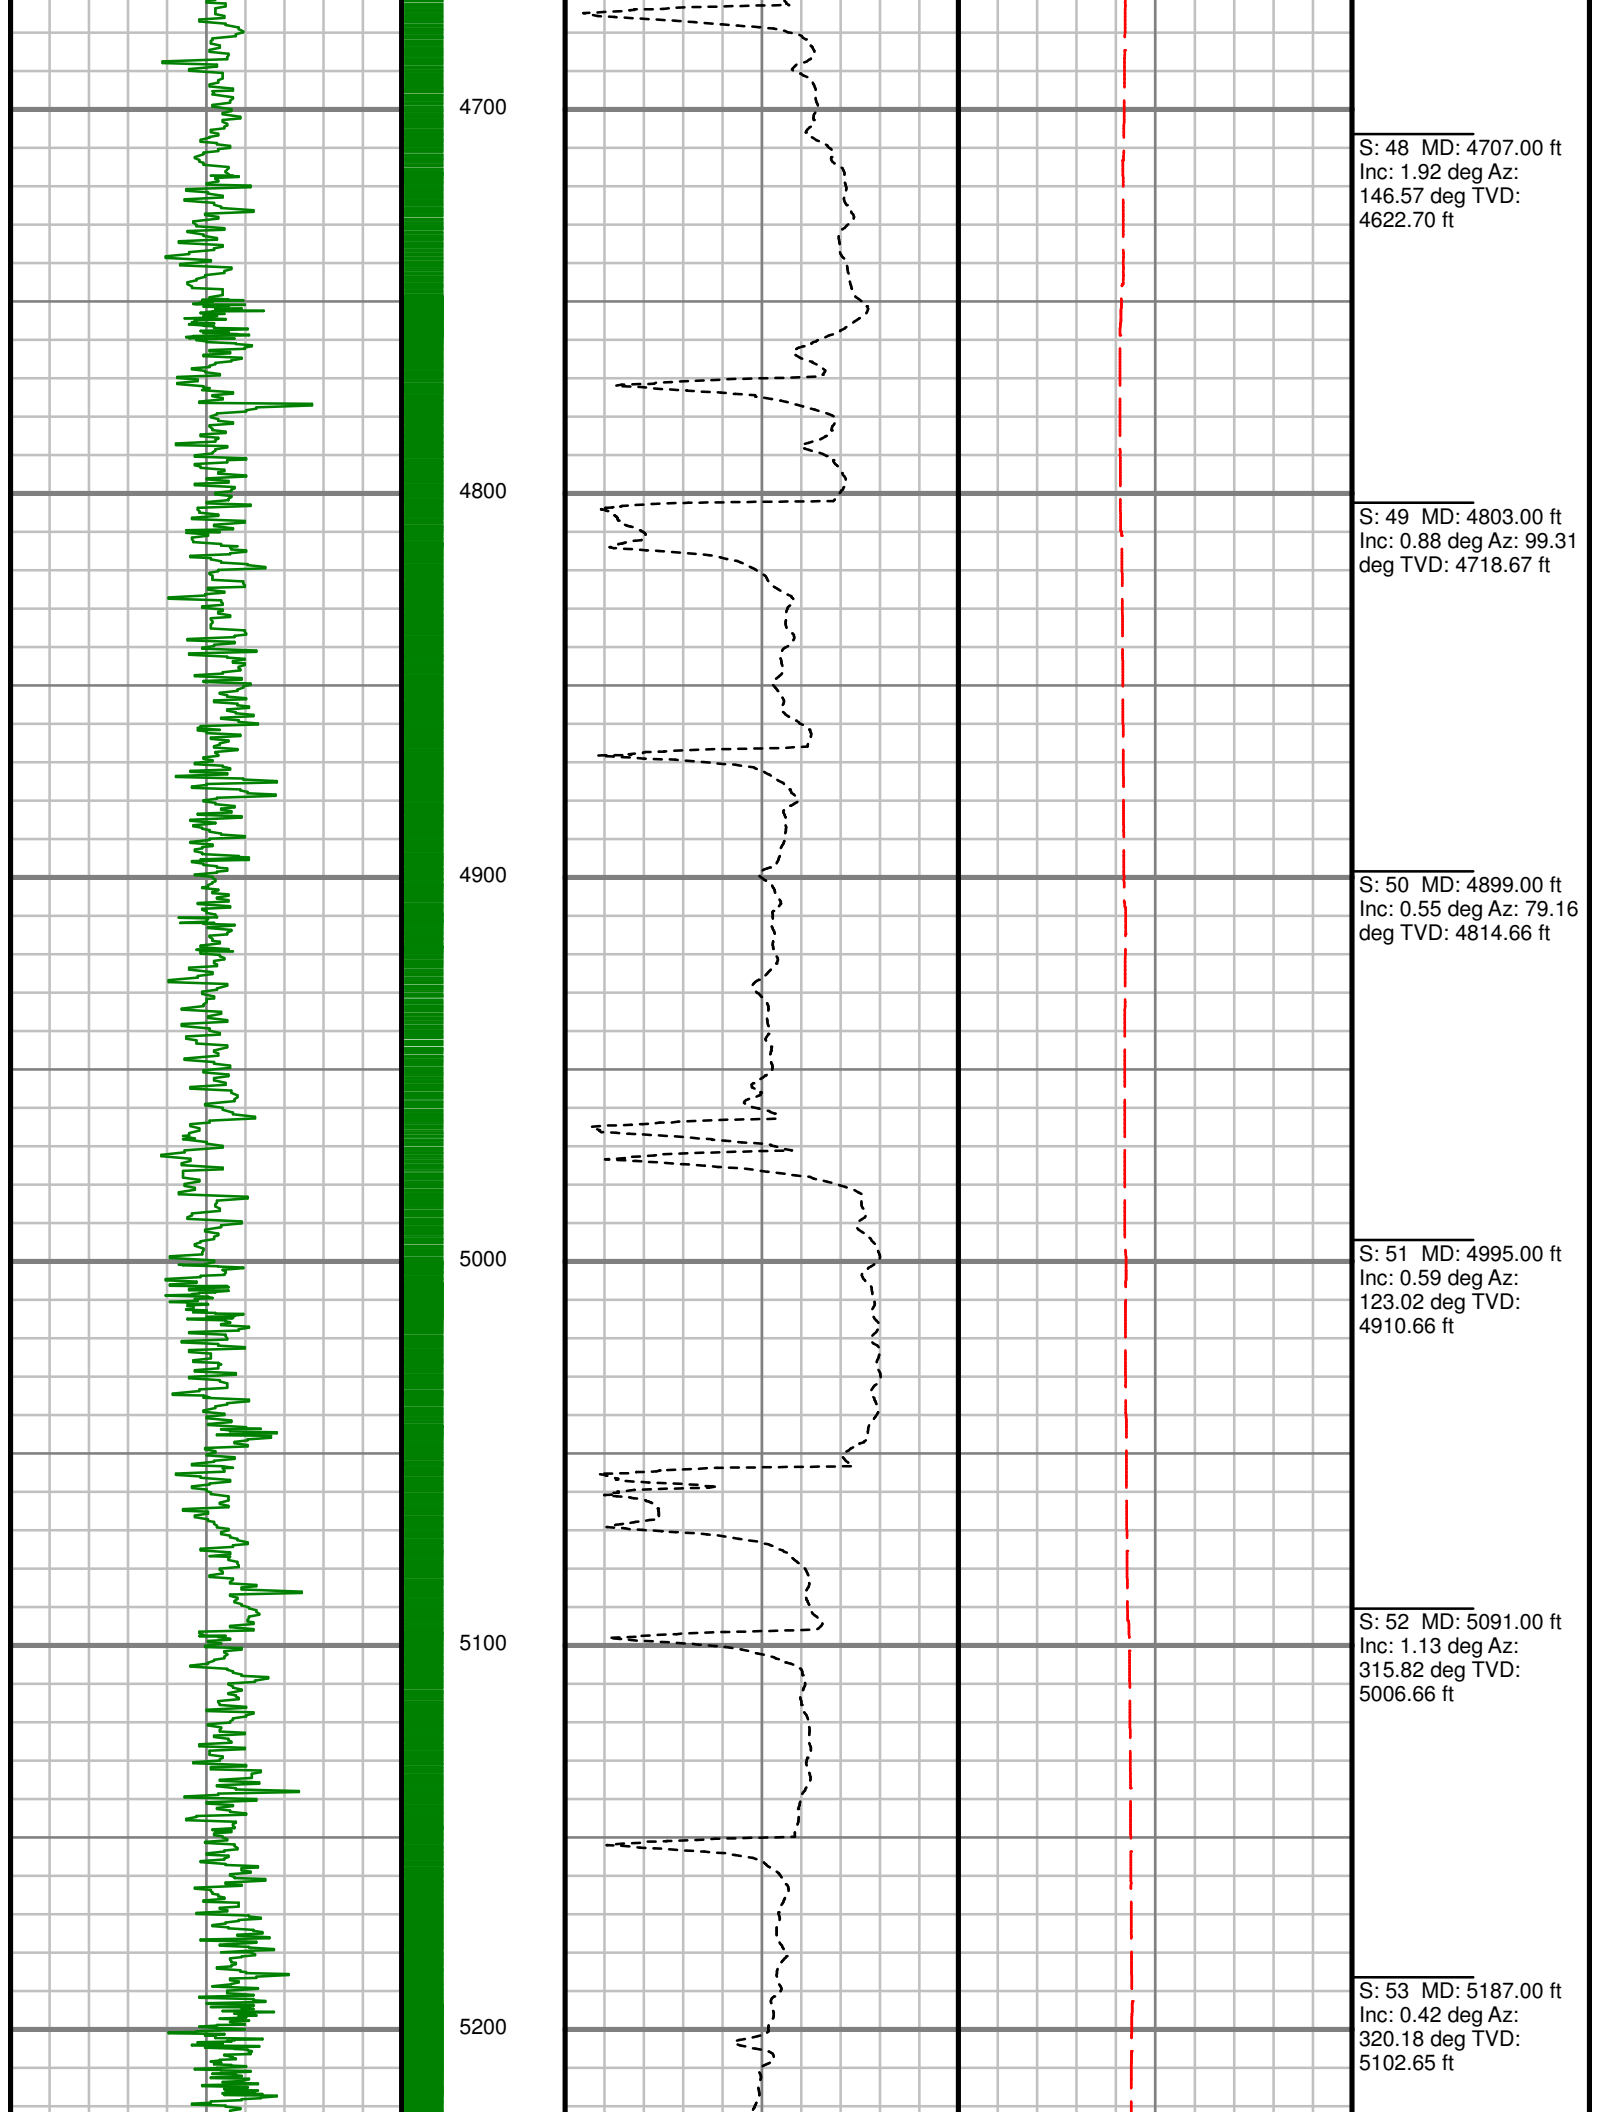 4700
S: 48 MD: 4707.00 ft
Inc: 1.92 deg Az:
146.57 deg TVD:
4622.70 ft
4800
S: 49 MD: 4803.00 ft
Inc: 0.88 deg Az: 99.31
deg TVD: 4718.67 ft
4900
S: 50 MD: 4899.00 ft
Inc: 0.55 deg Az: 79.16
deg TVD: 4814.66 ft
5000
S: 51 MD: 4995.00 ft
Inc: 0.59 deg Az:
123.02 deg TVD:
4910.66 ft
5100
S: 52 MD: 5091.00 ft
Inc: 1.13 deg Az:
315.82 deg TVD:
5006.66 ft
5200
S: 53 MD: 5187.00 ft
Inc: 0.42 deg Az:
320.18 deg TVD:
5102.65 ft